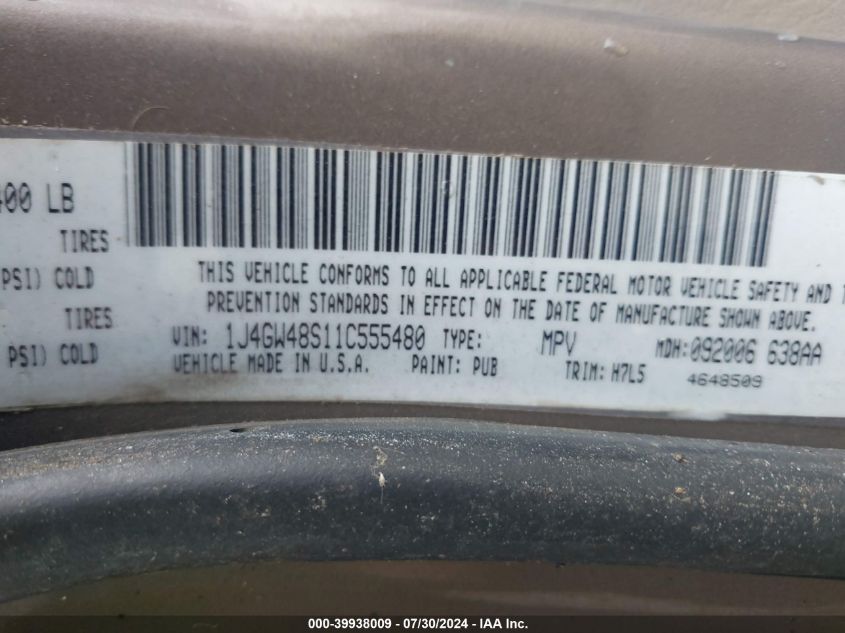 400 LB
TIRES
PSI) COLD
TIRES
PSI) COLD
THIS VEHICLE CONFORMS TO ALL APPLICABLE FEDERAL MOTOR VEHICLE SAFETY AND T
PREVENTION STANDARDS IN EFFECT ON THE DATE OF MANUFACTURE SHOWN ABOVE.
VIN: 1J4GW48S11C555480 TYPE: MPV MDH:092006 638AA
VEHICLE MADE IN U.S.A. PAINT: PUB TRIM: H7L5 4648509
000-39938009 / 07/30/2024 - IAA Inc.